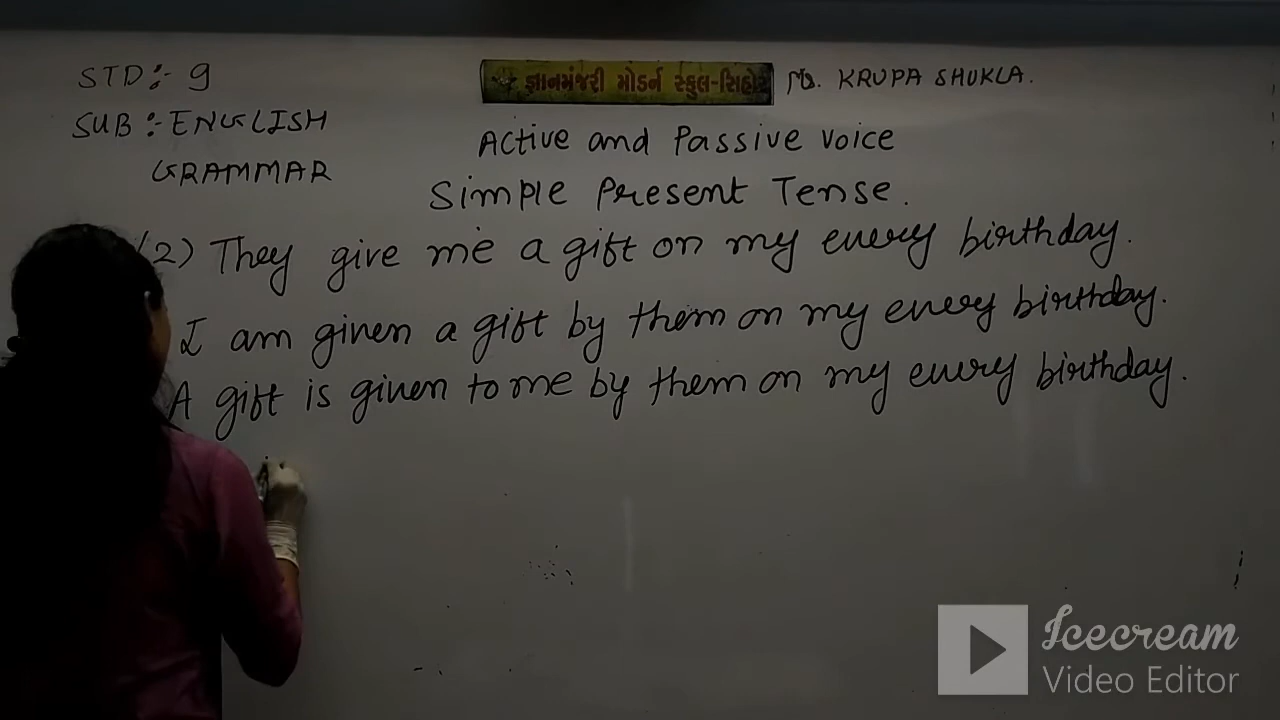 STD:- 9
SUB:- ENGLISH
GRAMMAR
જ્ઞાનમંજરી મોડર્ન સ્કુલ-સિહોર
KRUPA SHUKLA.
Active and Passive voice
Simple Present Tense.
(2) They give me a gift on my every birthday.
I am given a gift by them on my every birthday.
A gift is given to me by them on my every birthday.
Icecream
Video Editor